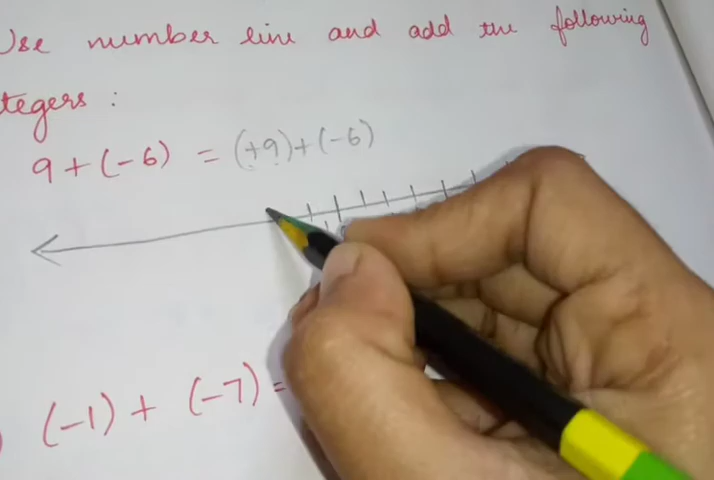 Use number line and add the following
tegers :
9 + (-6) = (+9) + (-6)
) (-1) + (-7) =